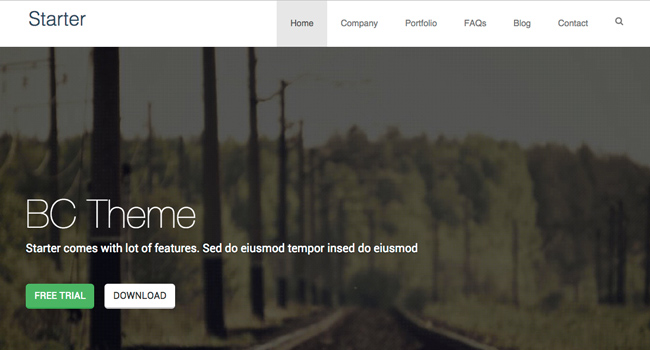 Starter
Home Company Portfolio FAQs Blog Contact
BC Theme
Starter comes with lot of features. Sed do eiusmod tempor insed do eiusmod
FREE TRIAL DOWNLOAD